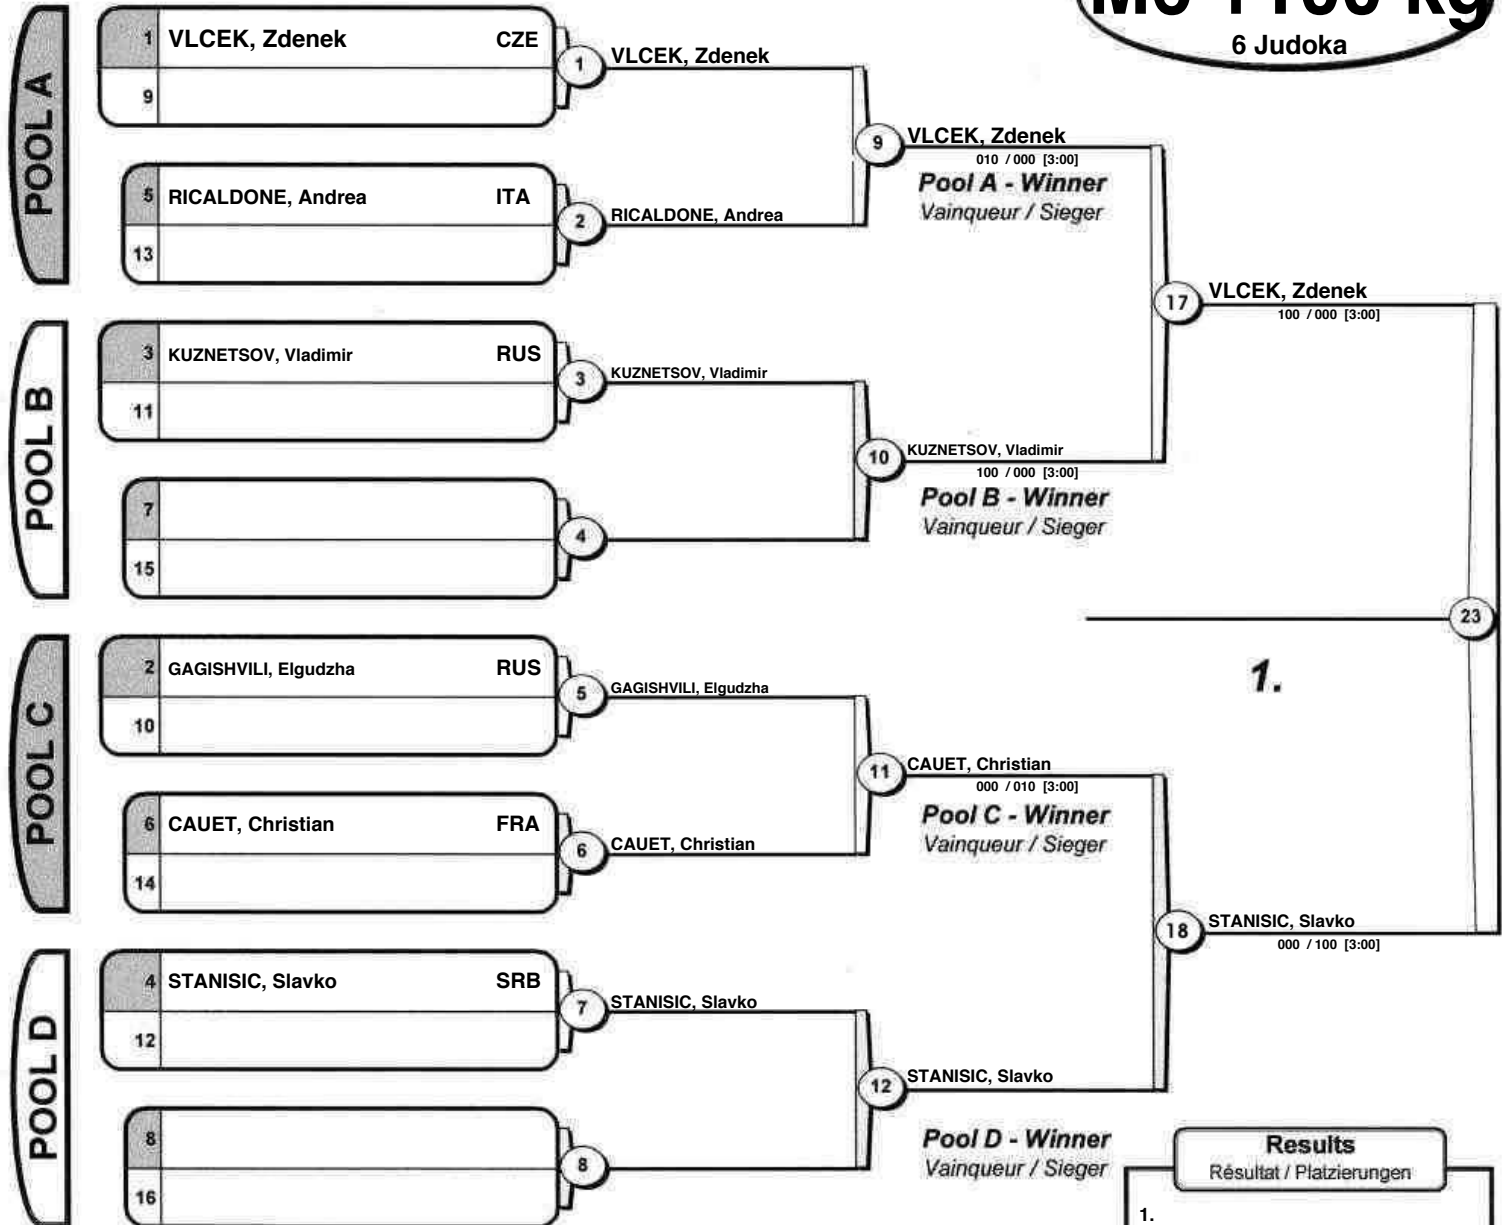 6 Judoka
POOL A
1 VLCEK, Zdenek CZE
9
1 VLCEK, Zdenek
5 RICALDONE, Andrea ITA
13
2 RICALDONE, Andrea
9 VLCEK, Zdenek
010 / 000 [3:00]
Pool A - Winner
Vainqueur / Sieger
POOL B
3 KUZNETSOV, Vladimir RUS
11
3 KUZNETSOV, Vladimir
7
15
4
10 KUZNETSOV, Vladimir
100 / 000 [3:00]
Pool B - Winner
Vainqueur / Sieger
17 VLCEK, Zdenek
100 / 000 [3:00]
23
1.
POOL C
2 GAGISHVILI, Elgudzha RUS
10
5 GAGISHVILI, Elgudzha
6 CAUET, Christian FRA
14
6 CAUET, Christian
11 CAUET, Christian
000 / 010 [3:00]
Pool C - Winner
Vainqueur / Sieger
POOL D
4 STANISIC, Slavko SRB
12
7 STANISIC, Slavko
8
16
8
12 STANISIC, Slavko
Pool D - Winner
Vainqueur / Sieger
18 STANISIC, Slavko
000 / 100 [3:00]
Results
Résultat / Platzierungen
1.